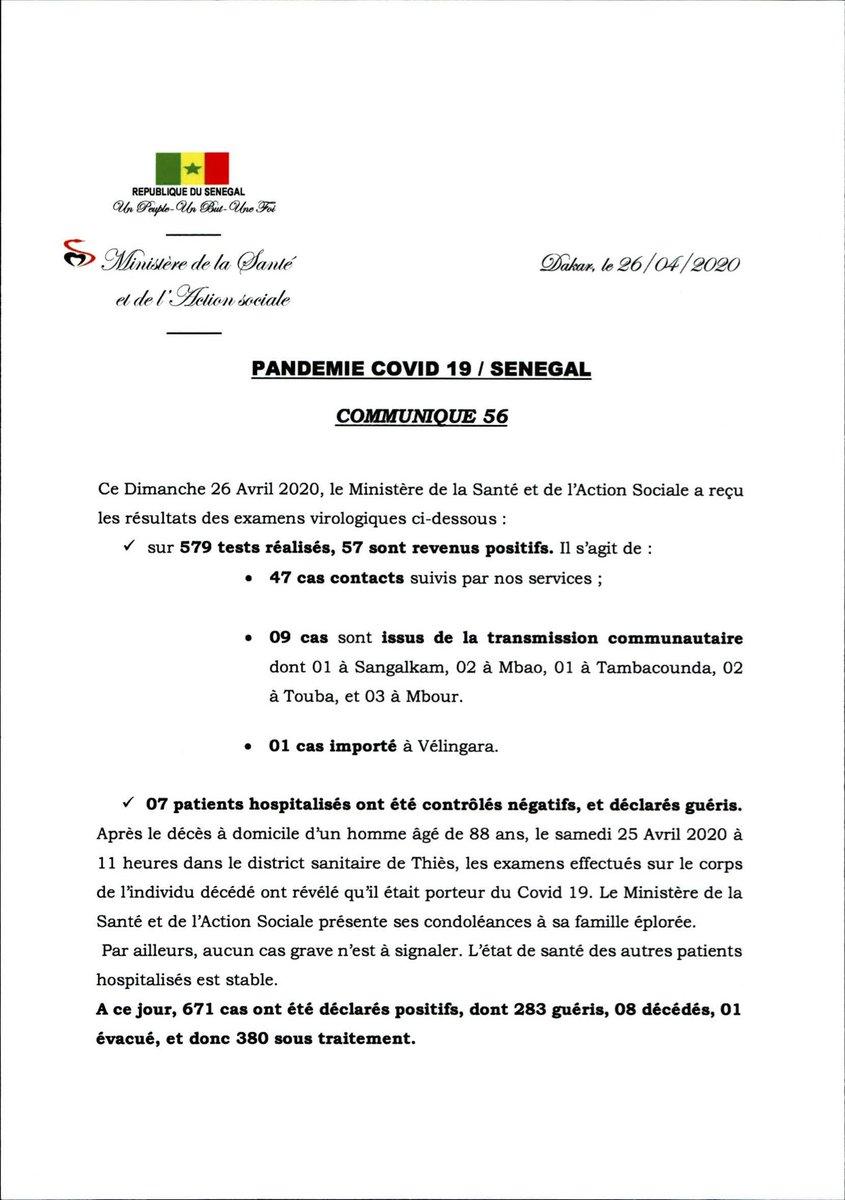 REPUBLIQUE DU SENEGAL
Un Peuple-Un But-Une Foi
Ministère de la Santé
et de l'Action sociale
Dakar, le 26/04/2020
PANDEMIE COVID 19 / SENEGAL
COMMUNIQUE 56
Ce Dimanche 26 Avril 2020, le Ministère de la Santé et de l'Action Sociale a reçu
les résultats des examens virologiques ci-dessous :
✓ sur 579 tests réalisés, 57 sont revenus positifs. Il s'agit de :
• 47 cas contacts suivis par nos services ;
• 09 cas sont issus de la transmission communautaire
dont 01 à Sangalkam, 02 à Mbao, 01 à Tambacounda, 02
à Touba, et 03 à Mbour.
• 01 cas importé à Vélingara.
✓ 07 patients hospitalisés ont été contrôlés négatifs, et déclarés guéris.
Après le décès à domicile d'un homme âgé de 88 ans, le samedi 25 Avril 2020 à
11 heures dans le district sanitaire de Thiès, les examens effectués sur le corps
de l'individu décédé ont révélé qu'il était porteur du Covid 19. Le Ministère de la
Santé et de l'Action Sociale présente ses condoléances à sa famille éplorée.
Par ailleurs, aucun cas grave n'est à signaler. L'état de santé des autres patients
hospitalisés est stable.
A ce jour, 671 cas ont été déclarés positifs, dont 283 guéris, 08 décédés, 01
évacué, et donc 380 sous traitement.